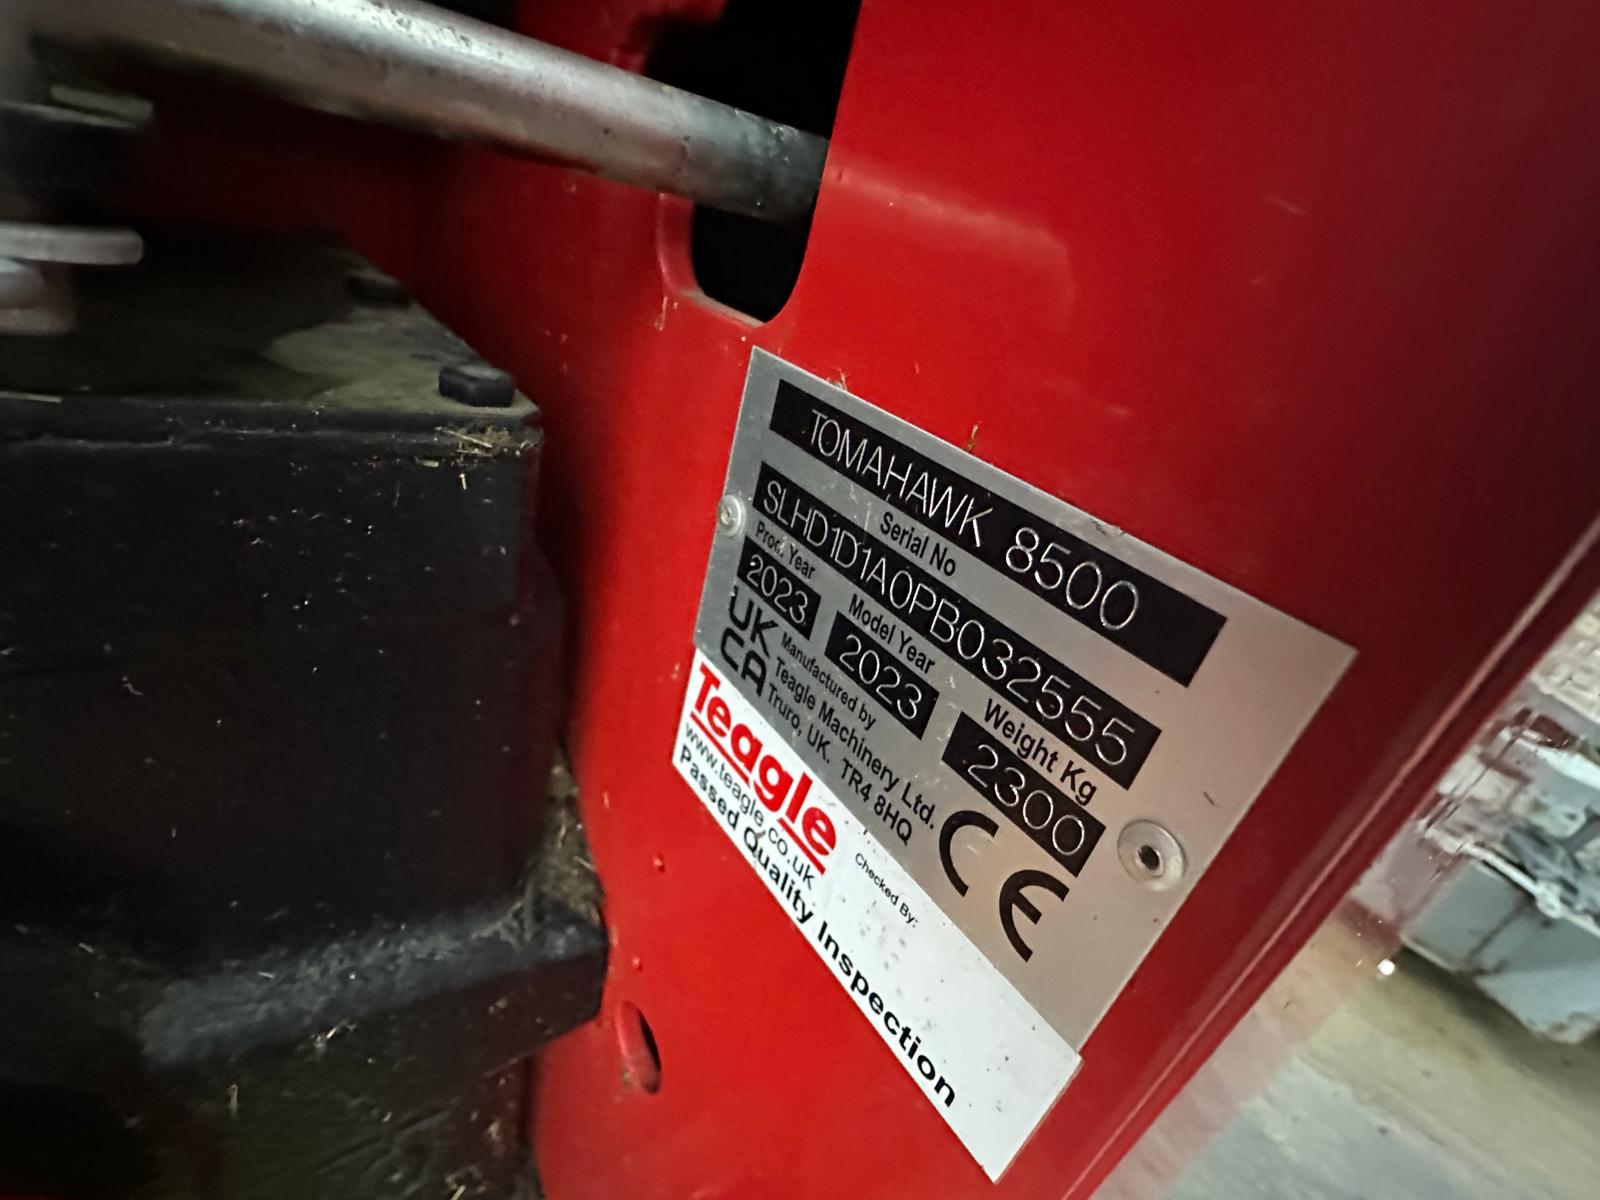 TOMAHAWK 8500
Serial No
SLHD1D1A0PB032555
Prod Year Model Year Weight Kg
2023 2023 2300
UK
CA
Manufactured by
Teagle Machinery Ltd.
Truro, UK. TR4 8HQ
CE
Teagle
www.teagle.co.uk
Checked By:
Passed Quality Inspection